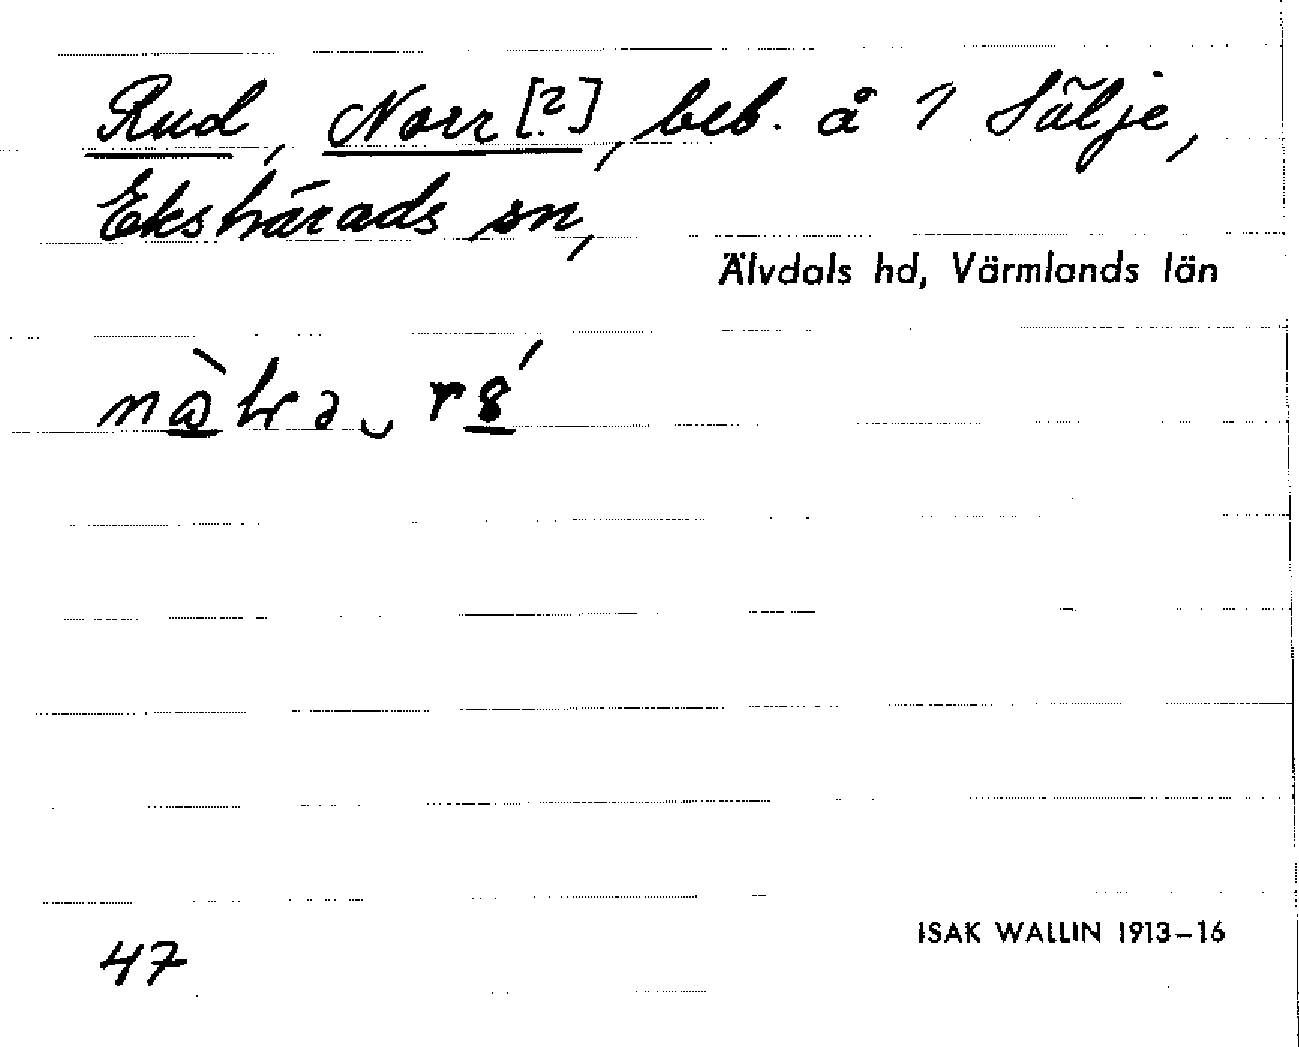 Rud, Norr [?], beb. å 1 Sälje,
Ekshärads sn,
Älvdals hd, Värmlands län
47
ISAK WALLIN 1913–16